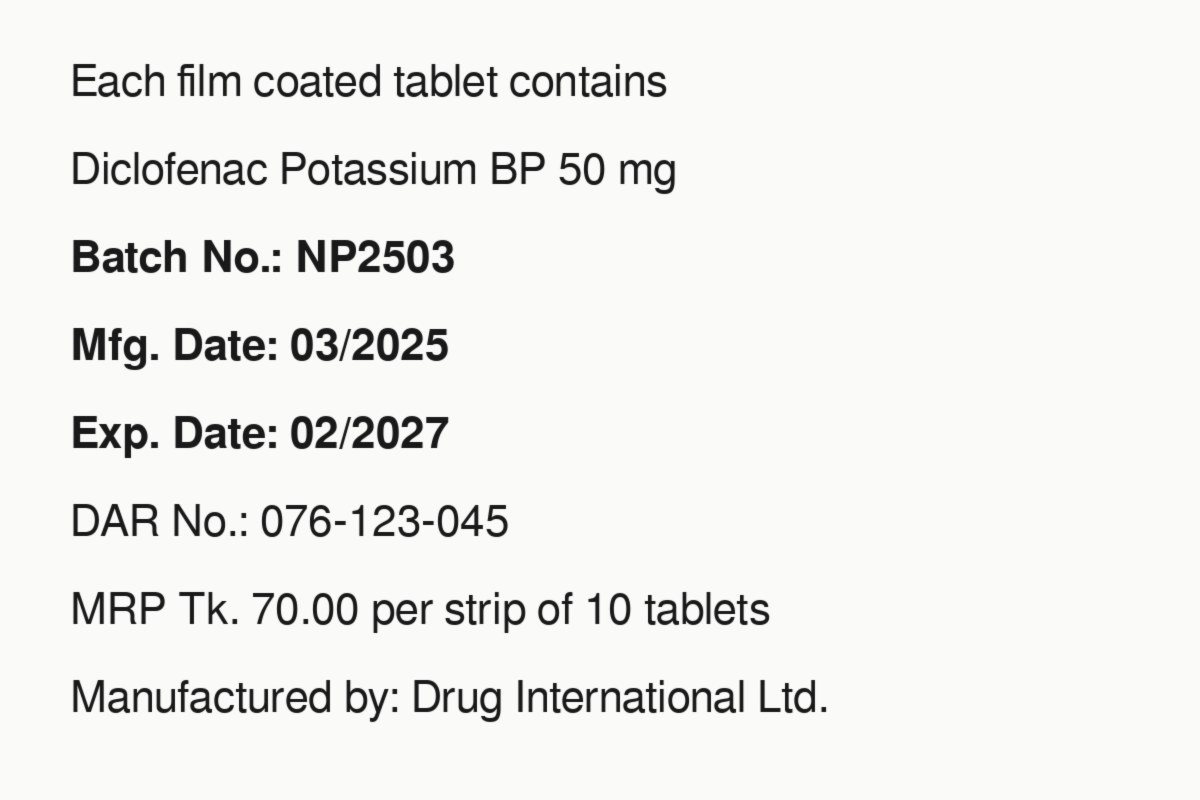 Each film coated tablet contains
Diclofenac Potassium BP 50 mg
Batch No.: NP2503
Mfg. Date: 03/2025
Exp. Date: 02/2027
DAR No.: 076-123-045
MRP Tk. 70.00 per strip of 10 tablets
Manufactured by: Drug International Ltd.